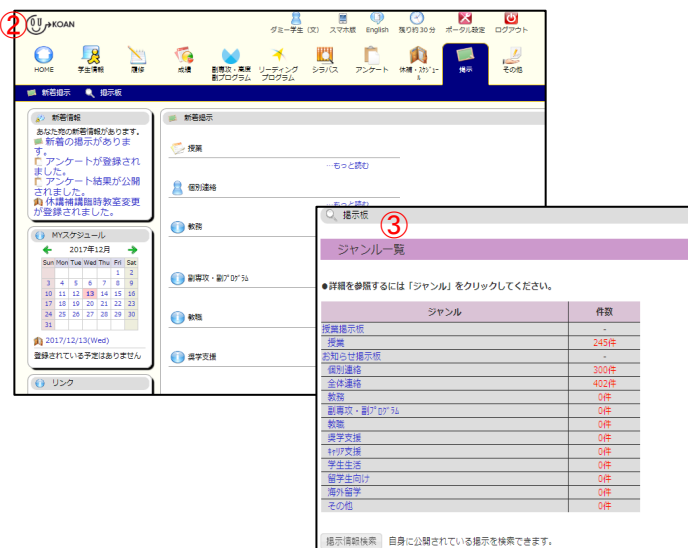 ②
KOAN
ダミー学生（文） スマホ版 English 残り約30分 ポータル設定 ログアウト
HOME 学生情報 履修 成績 副専攻・高度副プログラム リーディングプログラム シラバス アンケート 休補・スケジュール 掲示 その他
新着掲示 掲示板
新着情報
あなた宛の新着情報があります。
新着の掲示がありま
す。
アンケートが登録され
ました。
アンケート結果が公開
されました。
休講補講臨時教室変更
が登録されました。
MYスケジュール
2017年12月
Sun Mon Tue Wed Thu Fri Sat
1 2
3 4 5 6 7 8 9
10 11 12 13 14 15 16
17 18 19 20 21 22 23
24 25 26 27 28 29 30
31
2017/12/13(Wed)
登録されている予定はありません
リンク
新着掲示
授業
…もっと読む
個別連絡
…もっと読む
教務
副専攻・副ﾌﾟﾛｸﾞﾗﾑ
教職
奨学支援
掲示板
③
ジャンル一覧
●詳細を参照するには「ジャンル」をクリックしてください。
ジャンル 件数
授業掲示板 -
授業 245件
お知らせ掲示板 -
個別連絡 300件
全体連絡 402件
教務 0件
副専攻・副ﾌﾟﾛｸﾞﾗﾑ 0件
教職 0件
奨学支援 0件
ｷｬﾘｱ支援 0件
学生生活 0件
留学生向け 0件
海外留学 0件
その他 0件
掲示情報検索 自身に公開されている掲示を検索できます。